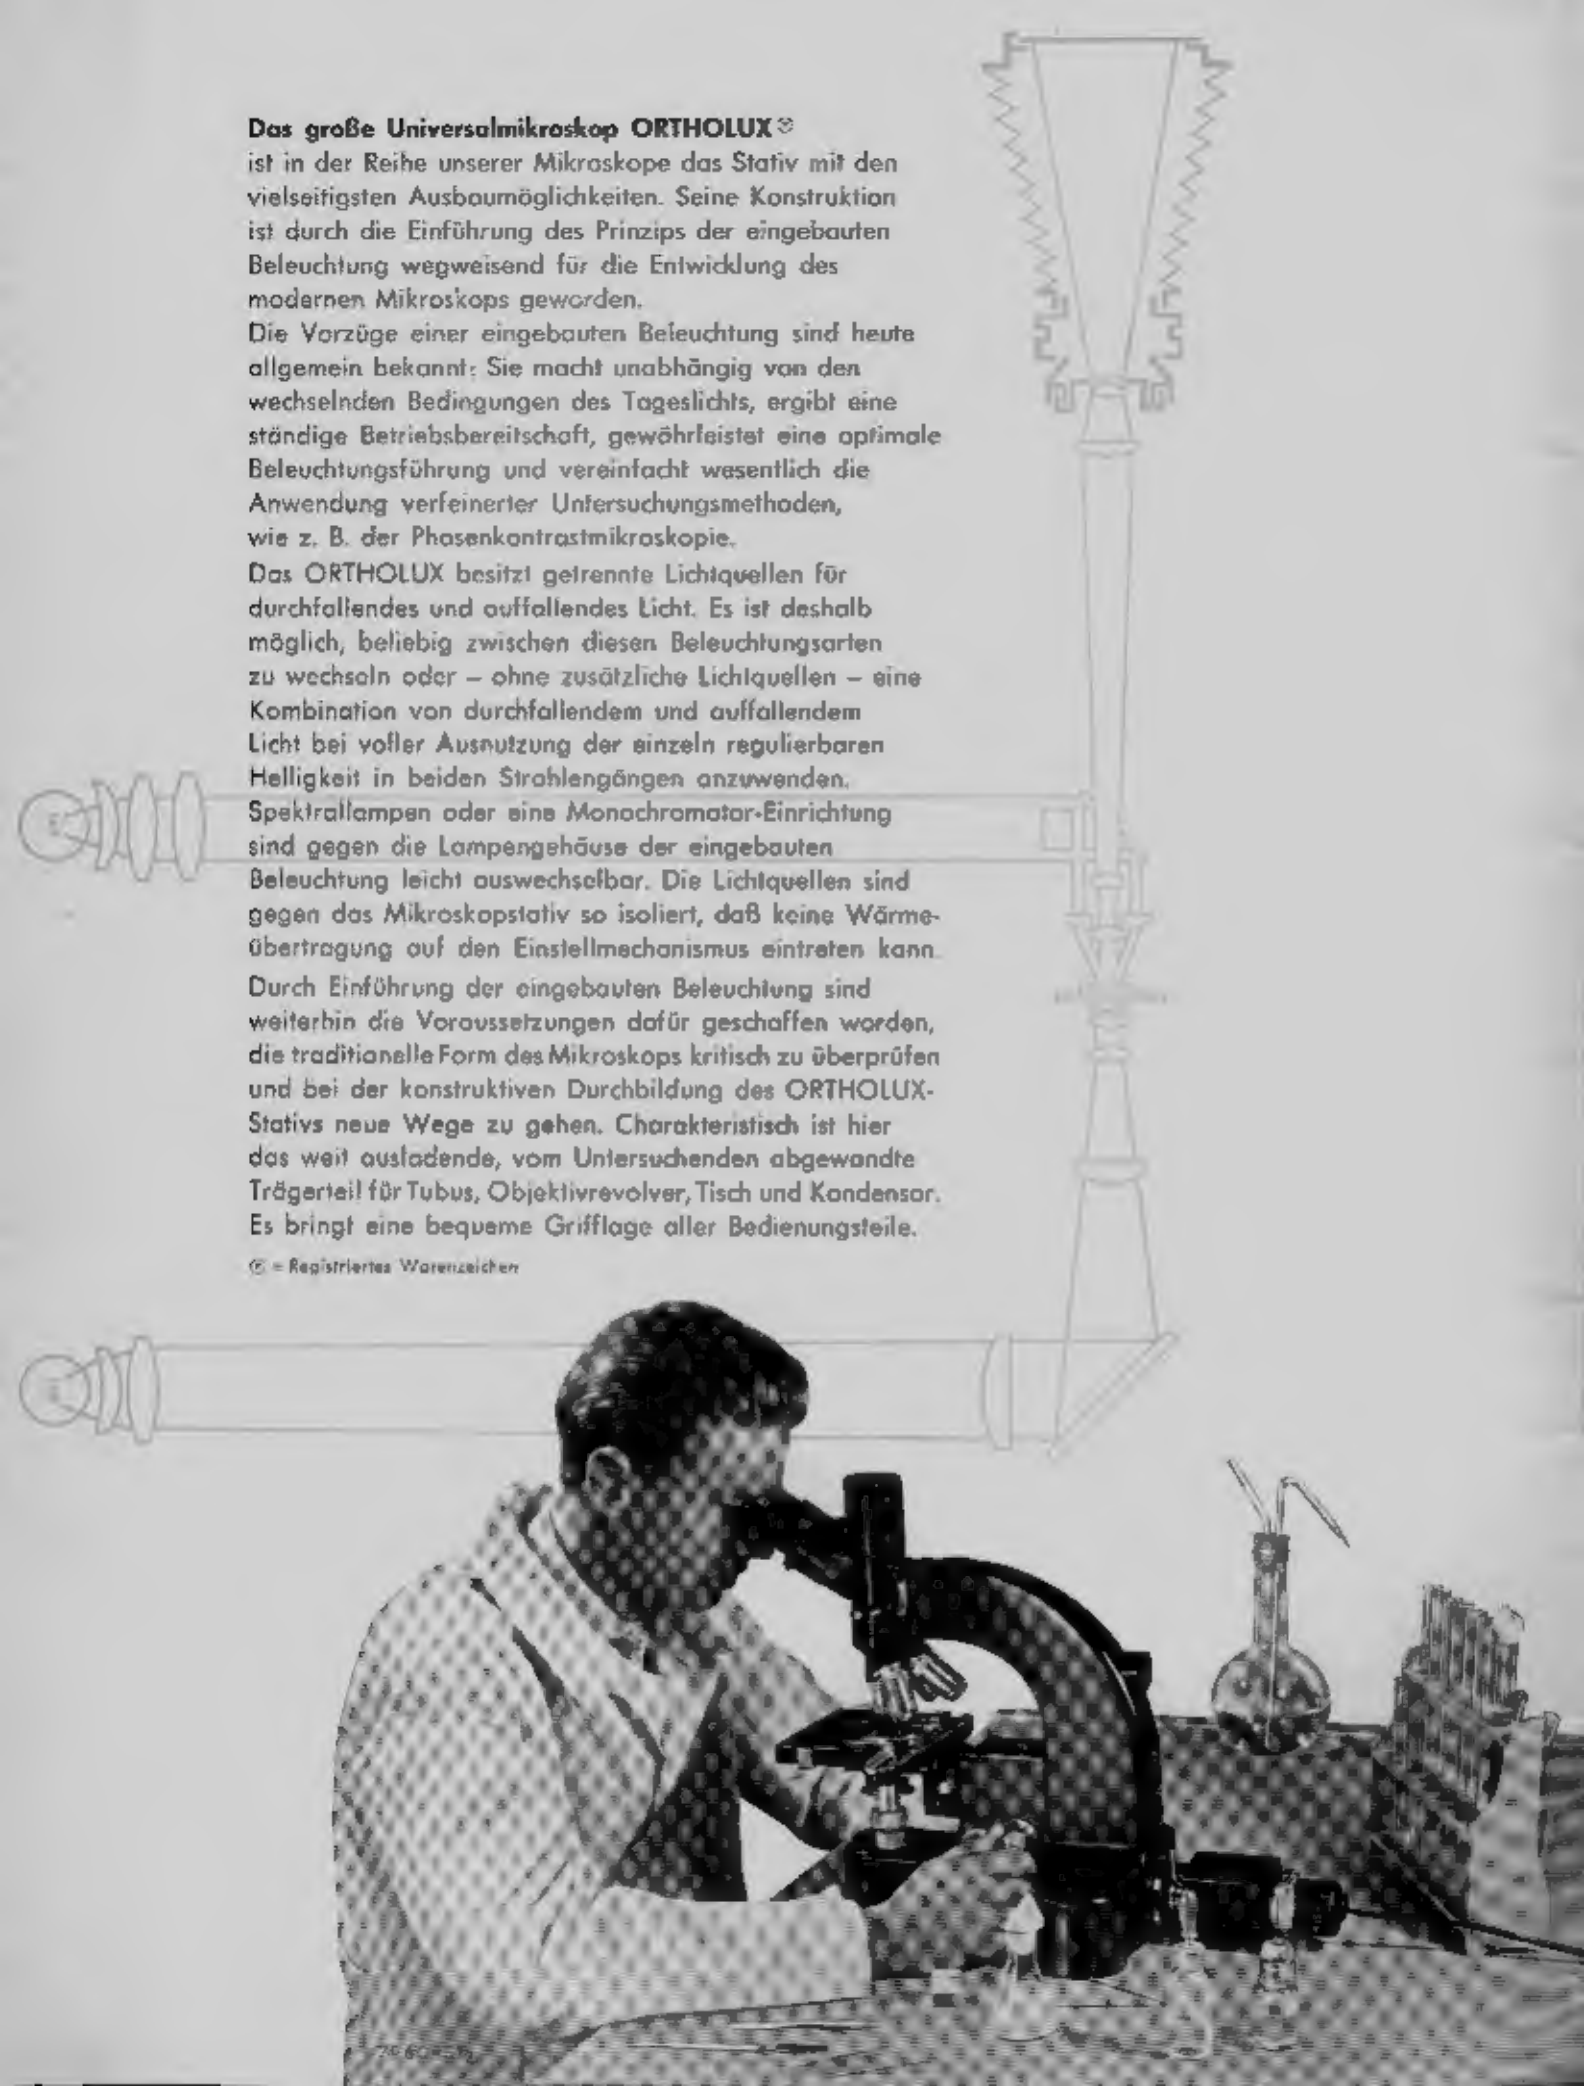 Das große Universalmikroskop ORTHOLUX®
ist in der Reihe unserer Mikroskope das Stativ mit den
vielseitigsten Ausbaumöglichkeiten. Seine Konstruktion
ist durch die Einführung des Prinzips der eingebauten
Beleuchtung wegweisend für die Entwicklung des
modernen Mikroskops geworden.
Die Vorzüge einer eingebauten Beleuchtung sind heute
allgemein bekannt: Sie macht unabhängig von den
wechselnden Bedingungen des Tageslichts, ergibt eine
ständige Betriebsbereitschaft, gewährleistet eine optimale
Beleuchtungsführung und vereinfacht wesentlich die
Anwendung verfeinerter Untersuchungsmethoden,
wie z. B. der Phasenkontrastmikroskopie.
Das ORTHOLUX besitzt getrennte Lichtquellen für
durchfallendes und auffallendes Licht. Es ist deshalb
möglich, beliebig zwischen diesen Beleuchtungsarten
zu wechseln oder – ohne zusätzliche Lichtquellen – eine
Kombination von durchfallendem und auffallendem
Licht bei voller Ausnutzung der einzeln regulierbaren
Helligkeit in beiden Strahlengängen anzuwenden.
Spektrallampen oder eine Monochromator-Einrichtung
sind gegen die Lampengehäuse der eingebauten
Beleuchtung leicht auswechselbar. Die Lichtquellen sind
gegen das Mikroskopstativ so isoliert, daß keine Wärme-
übertragung auf den Einstellmechanismus eintreten kann.
Durch Einführung der eingebauten Beleuchtung sind
weiterhin die Voraussetzungen dafür geschaffen worden,
die traditionelle Form des Mikroskops kritisch zu überprüfen
und bei der konstruktiven Durchbildung des ORTHOLUX-
Stativs neue Wege zu gehen. Charakteristisch ist hier
das weit ausladende, vom Untersuchenden abgewandte
Trägerteil für Tubus, Objektivrevolver, Tisch und Kondensor.
Es bringt eine bequeme Grifflage aller Bedienungsteile.
® = Registriertes Warenzeichen